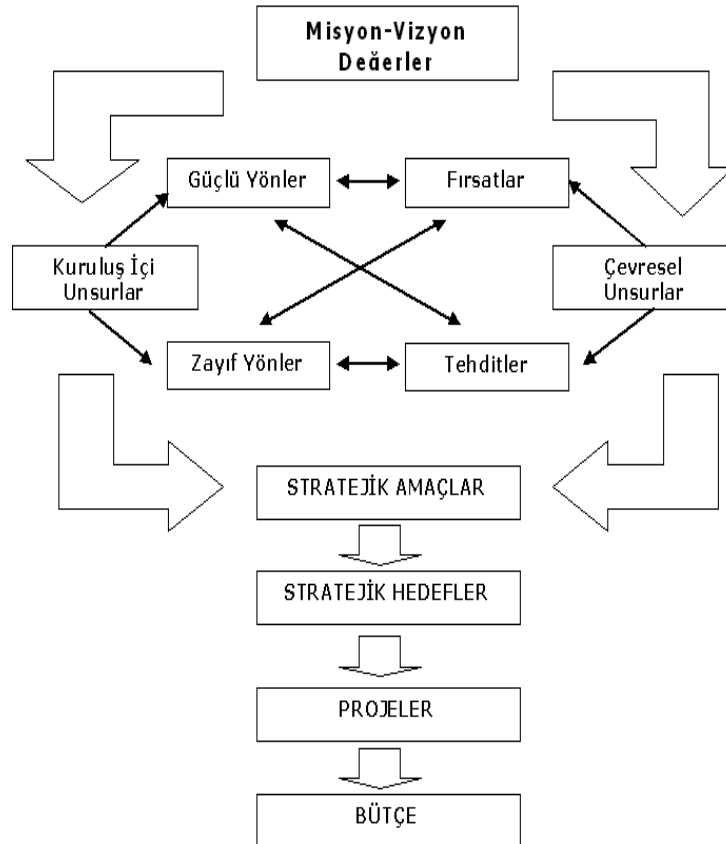 Misyon-Vizyon
Değerler
Güçlü Yönler
Fırsatlar
Kuruluş İçi
Unsurlar
Çevresel
Unsurlar
Zayıf Yönler
Tehditler
STRATEJİK AMAÇLAR
STRATEJİK HEDEFLER
PROJELER
BÜTÇE